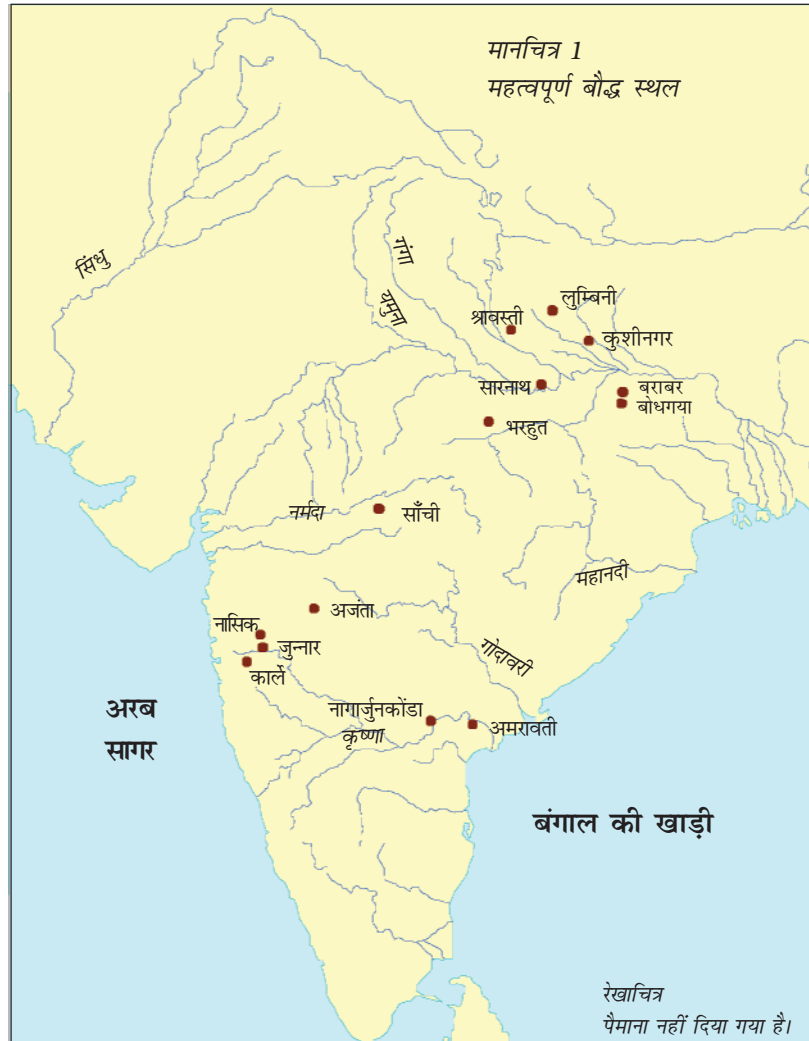 मानचित्र 1
महत्वपूर्ण बौद्ध स्थल
सिंधु
गंगा
यमुना
लुम्बिनी
श्रावस्ती
कुशीनगर
सारनाथ
बराबर
बोधगया
भरहुत
नर्मदा
साँची
महानदी
अजंता
नासिक
जुन्नार
कार्ले
गोदावरी
अरब
सागर
नागार्जुनकोंडा
कृष्णा
अमरावती
बंगाल की खाड़ी
रेखाचित्र
पैमाना नहीं दिया गया है।